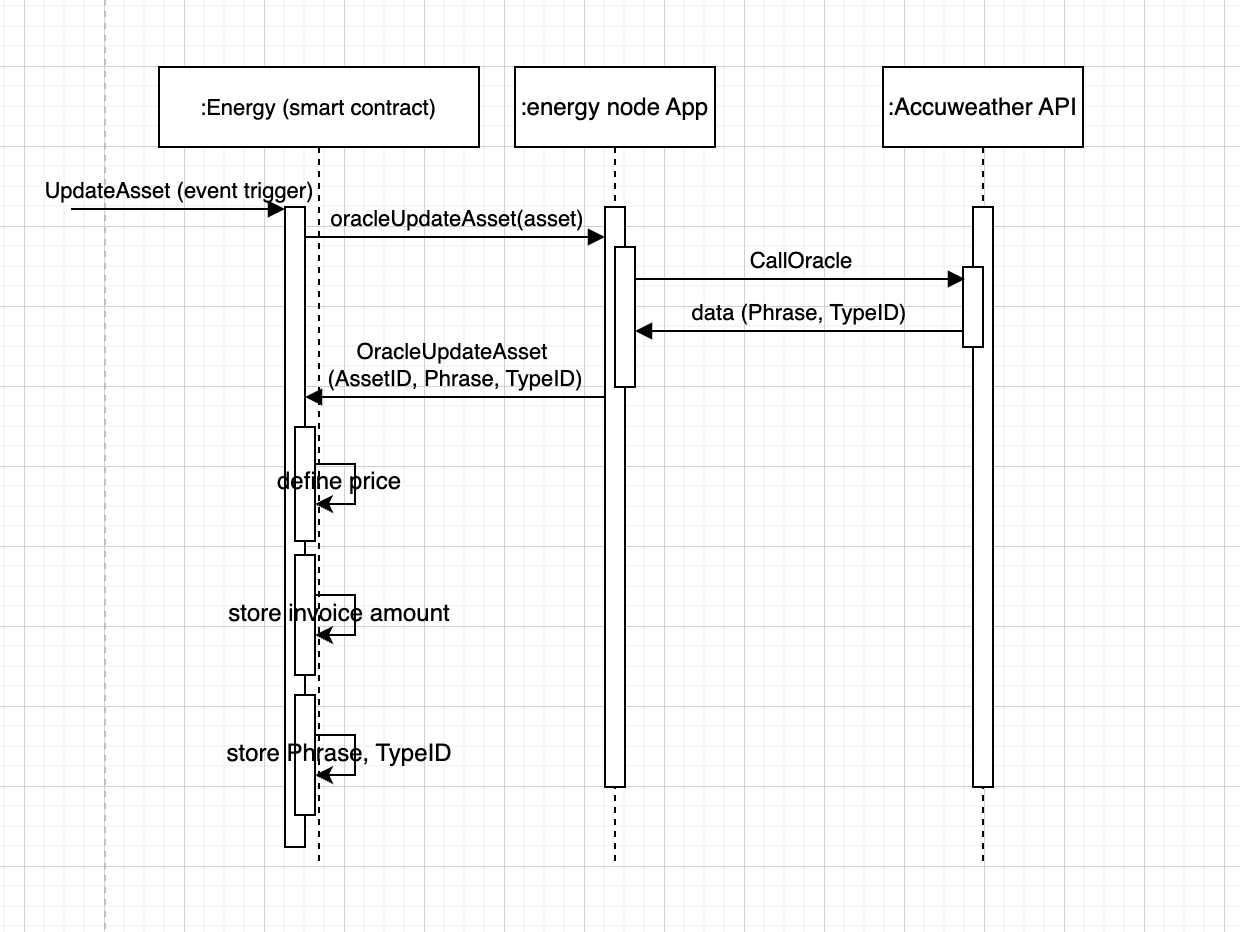 :Energy (smart contract)
:energy node App
:Accuweather API
UpdateAsset (event trigger)
oracleUpdateAsset(asset)
CallOracle
data (Phrase, TypeID)
OracleUpdateAsset
(AssetID, Phrase, TypeID)
define price
store invoice amount
store Phrase, TypeID